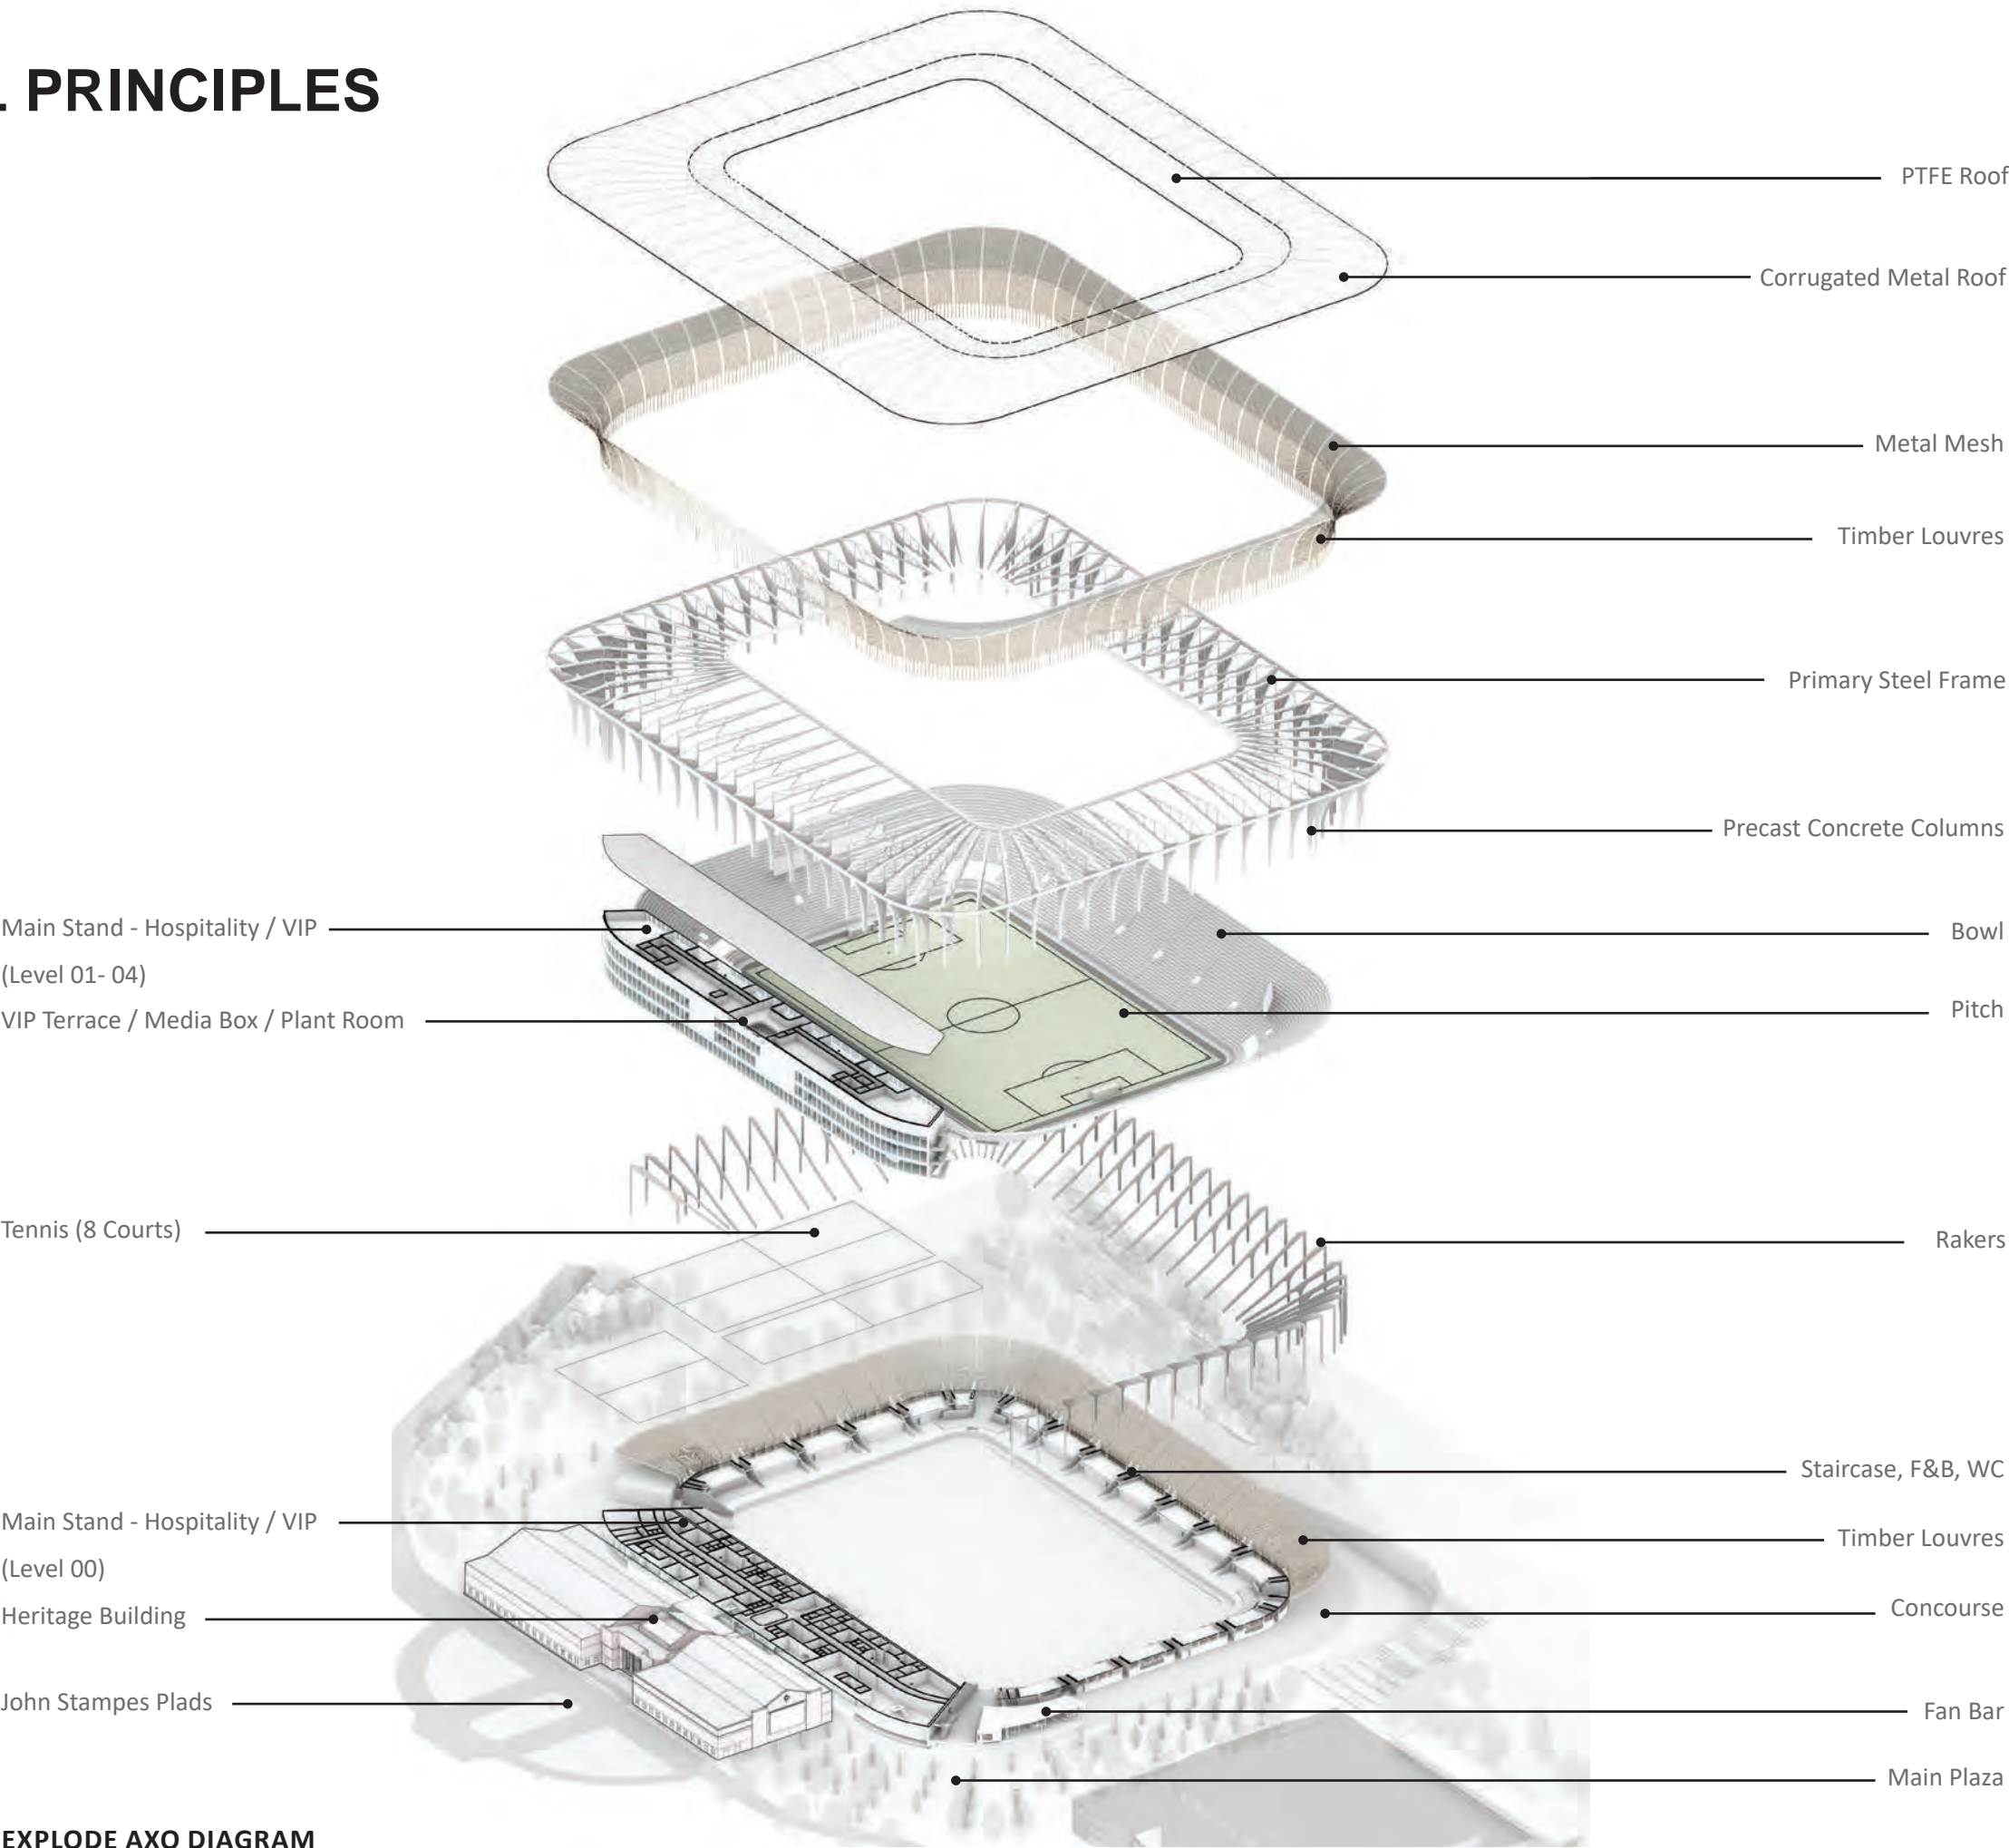 L PRINCIPLES
PTFE Roof
Corrugated Metal Roof
Metal Mesh
Timber Louvres
Primary Steel Frame
Precast Concrete Columns
Main Stand - Hospitality / VIP
(Level 01- 04)
Bowl
VIP Terrace / Media Box / Plant Room
Pitch
Tennis (8 Courts)
Rakers
Staircase, F&B, WC
Main Stand - Hospitality / VIP
(Level 00)
Timber Louvres
Heritage Building
Concourse
John Stampes Plads
Fan Bar
Main Plaza
EXPLODE AXO DIAGRAM